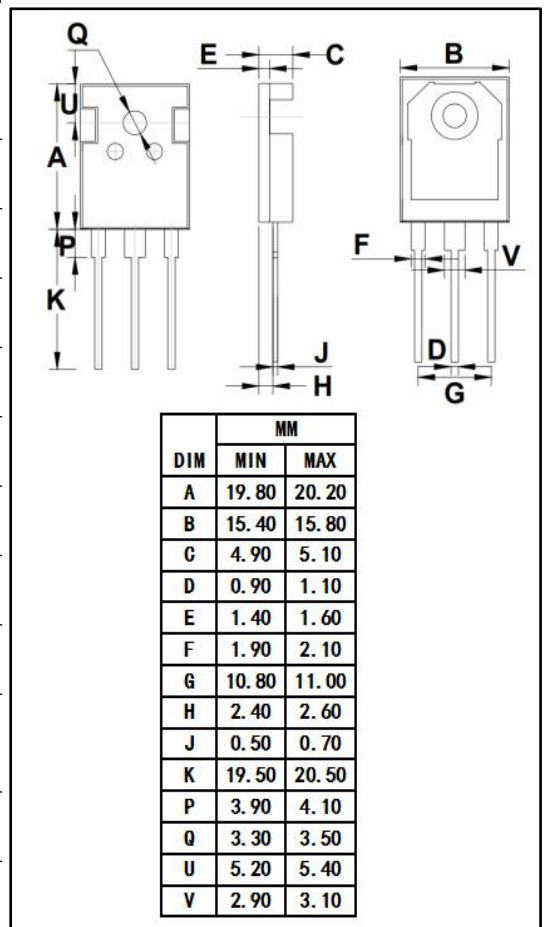 Q
E C B
U
A
P F V
K
J D
H G
MM
DIM MIN MAX
A 19.80 20.20
B 15.40 15.80
C 4.90 5.10
D 0.90 1.10
E 1.40 1.60
F 1.90 2.10
G 10.80 11.00
H 2.40 2.60
J 0.50 0.70
K 19.50 20.50
P 3.90 4.10
Q 3.30 3.50
U 5.20 5.40
V 2.90 3.10